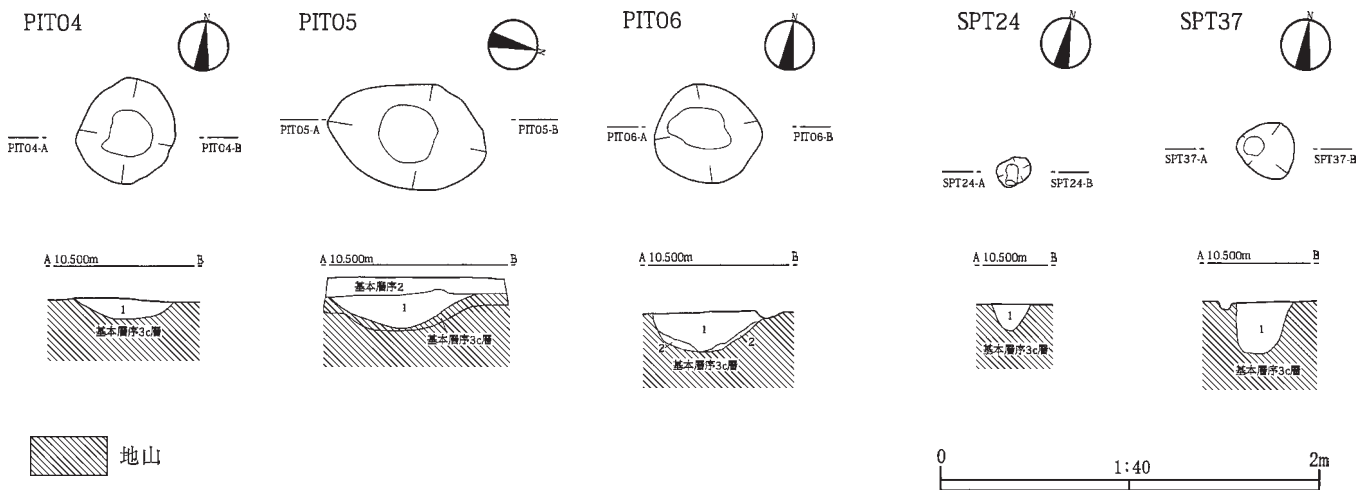 PIT04
N
PIT04-A
PIT04-B
A 10.500m
B
1
基本層序3c層
PIT05
N
PIT05-A
PIT05-B
A 10.500m
B
基本層序2
1
基本層序3c層
PIT06
N
PIT06-A
PIT06-B
A 10.500m
B
1
2
2
基本層序3c層
SPT24
N
SPT24-A
SPT24-B
A 10.500m
B
1
基本層序3c層
SPT37
N
SPT37-A
SPT37-B
A 10.500m
B
1
基本層序3c層
地山
0
1:40
2m